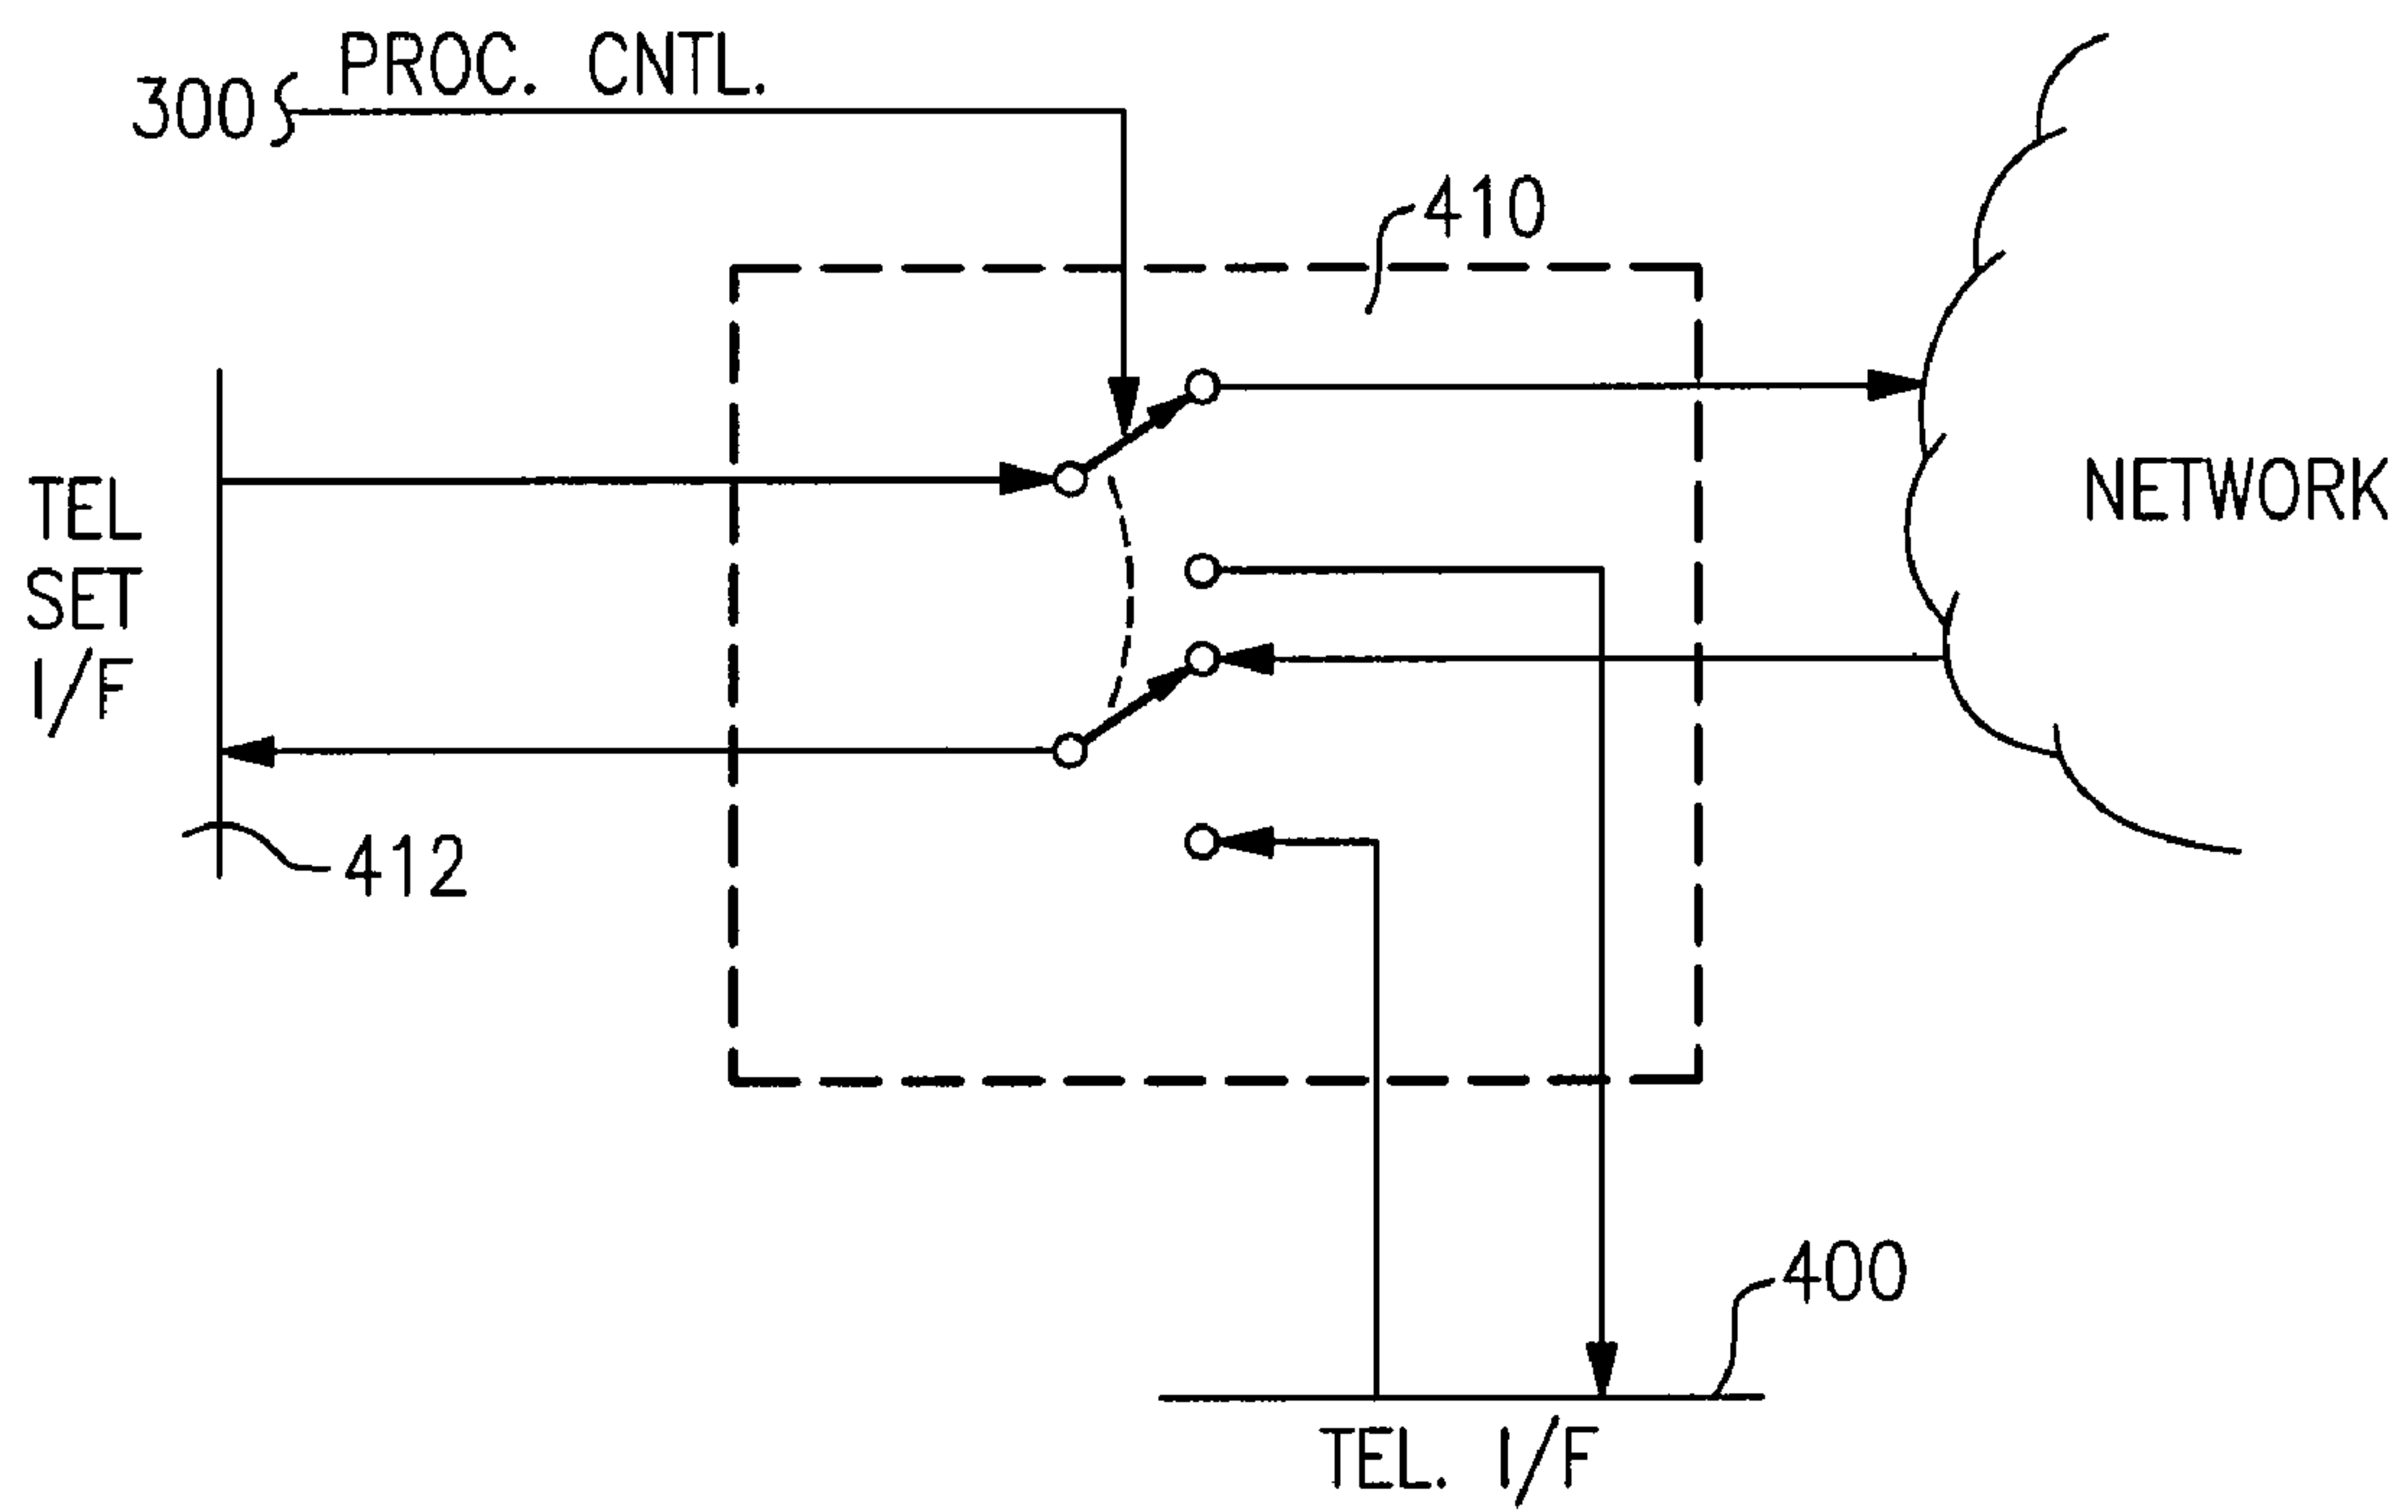 PROC. CNTL.
300
410
TEL
SET
I/F
NETWORK
412
400
TEL. I/F